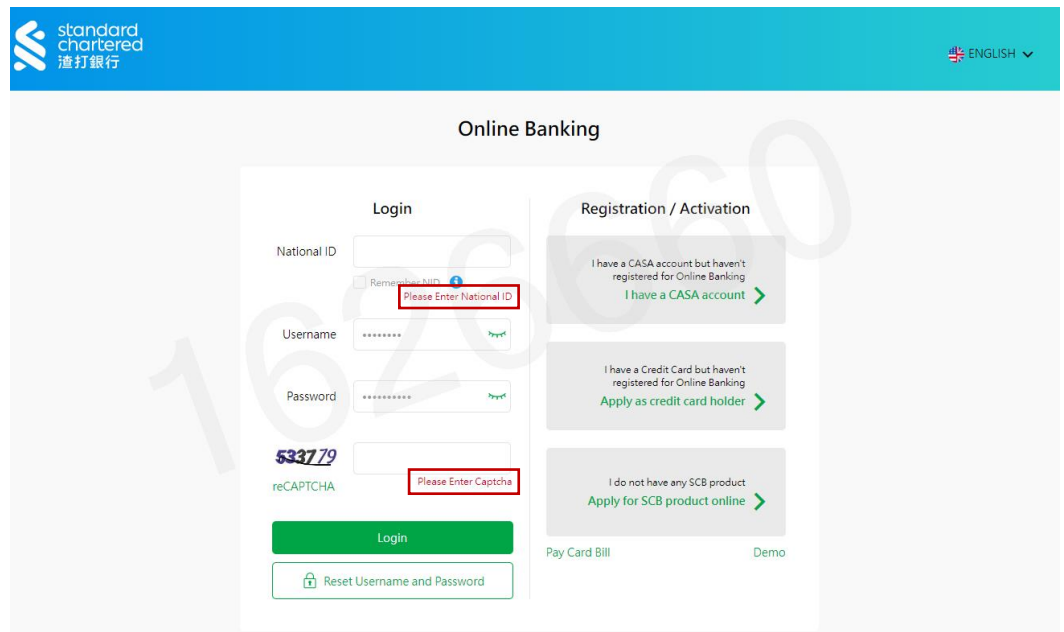 standard
chartered
渣打銀行
ENGLISH
Online Banking
Login
National ID
Remember NID
Please Enter National ID
Username
Password
533779
reCAPTCHA
Please Enter Captcha
Login
Reset Username and Password
Registration / Activation
I have a CASA account but haven't
registered for Online Banking
I have a CASA account
I have a Credit Card but haven't
registered for Online Banking
Apply as credit card holder
I do not have any SCB product
Apply for SCB product online
Pay Card Bill
Demo
1626660